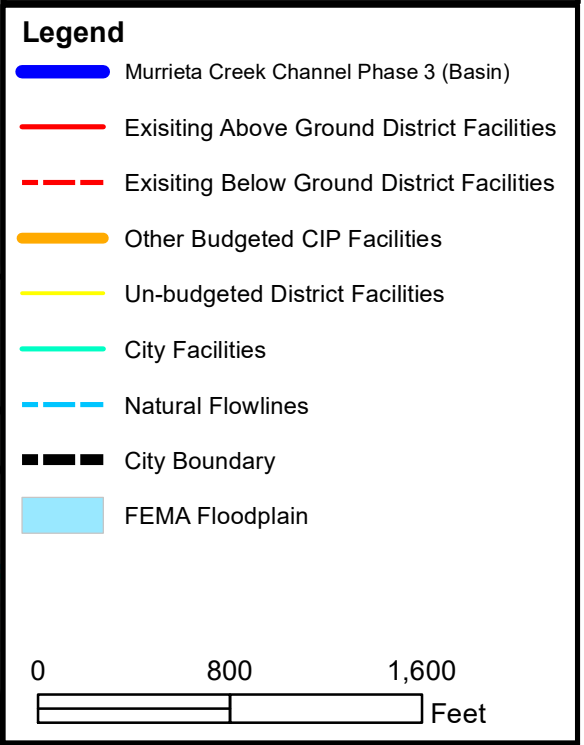 Legend
Murrieta Creek Channel Phase 3 (Basin)
Exisiting Above Ground District Facilities
Exisiting Below Ground District Facilities
Other Budgeted CIP Facilities
Un-budgeted District Facilities
City Facilities
Natural Flowlines
City Boundary
FEMA Floodplain
0 800 1,600
Feet